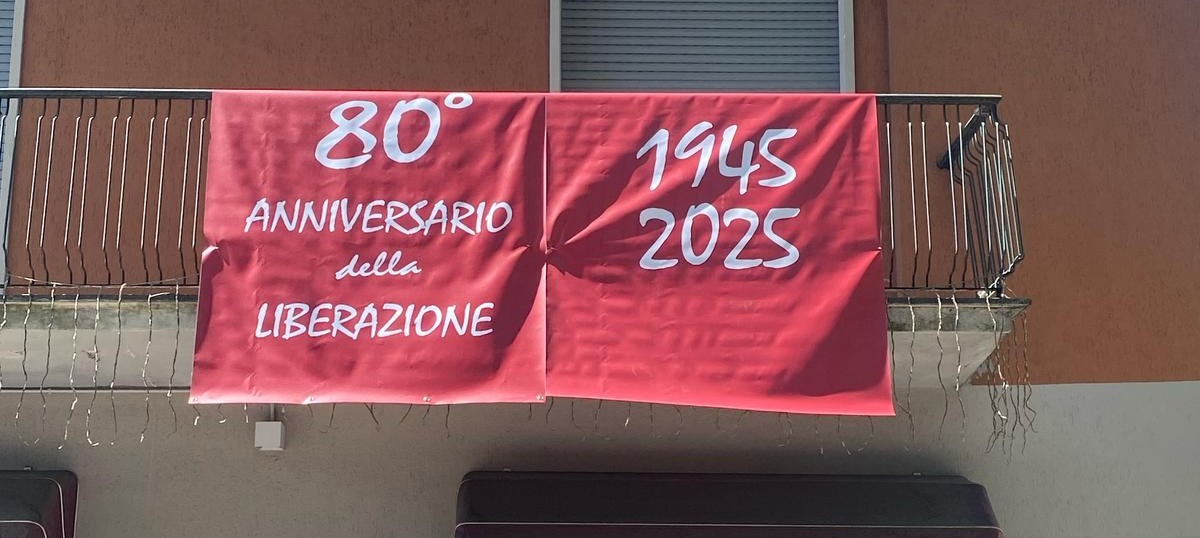 80°
ANNIVERSARIO
della
LIBERAZIONE
1945
2025